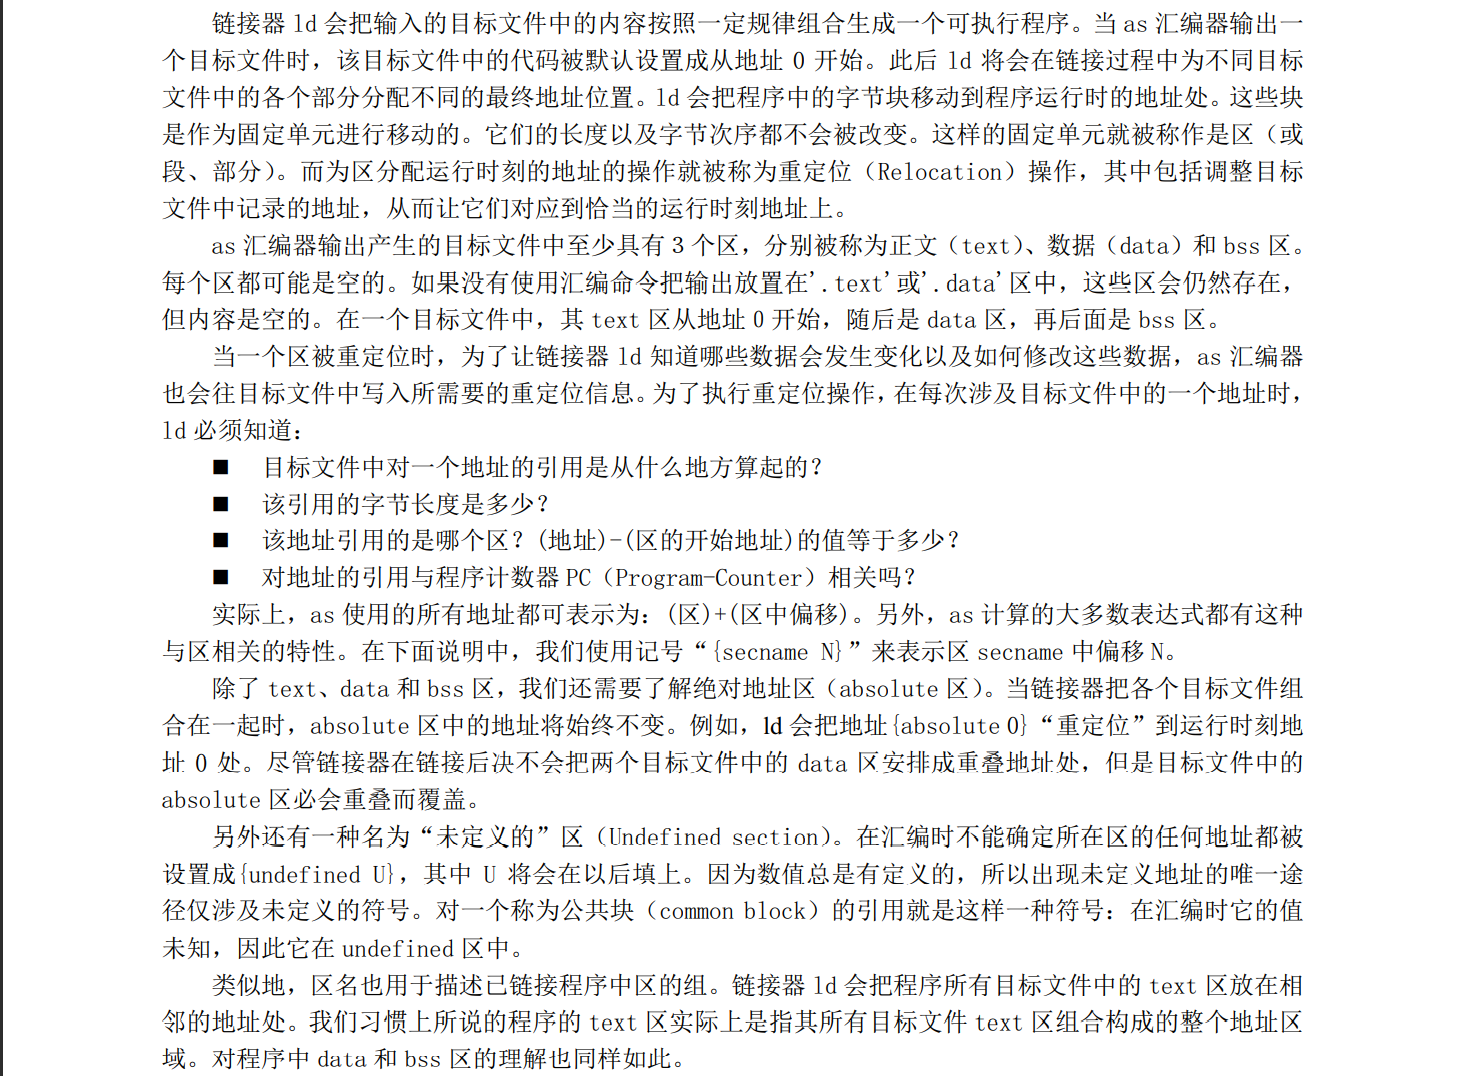 链接器 ld 会把输入的目标文件中的内容按照一定规律组合生成一个可执行程序。当 as 汇编器输出一
个目标文件时，该目标文件中的代码被默认设置成从地址 0 开始。此后 ld 将会在链接过程中为不同目标
文件中的各个部分分配不同的最终地址位置。ld 会把程序中的字节块移动到程序运行时的地址处。这些块
是作为固定单元进行移动的。它们的长度以及字节次序都不会被改变。这样的固定单元就被称作是区（或
段、部分）。而为区分配运行时刻的地址的操作就被称为重定位（Relocation）操作，其中包括调整目标
文件中记录的地址，从而让它们对应到恰当的运行时刻地址上。
as 汇编器输出产生的目标文件中至少具有 3 个区，分别被称为正文（text）、数据（data）和 bss 区。
每个区都可能是空的。如果没有使用汇编命令把输出放置在'.text'或'.data'区中，这些区会仍然存在，
但内容是空的。在一个目标文件中，其 text 区从地址 0 开始，随后是 data 区，再后面是 bss 区。
当一个区被重定位时，为了让链接器 ld 知道哪些数据会发生变化以及如何修改这些数据，as 汇编器
也会往目标文件中写入所需要的重定位信息。为了执行重定位操作，在每次涉及目标文件中的一个地址时，
ld 必须知道：
■ 目标文件中对一个地址的引用是从什么地方算起的？
■ 该引用的字节长度是多少？
■ 该地址引用的是哪个区？(地址)-(区的开始地址)的值等于多少？
■ 对地址的引用与程序计数器 PC（Program-Counter）相关吗？
实际上，as 使用的所有地址都可表示为：(区)+(区中偏移)。另外，as 计算的大多数表达式都有这种
与区相关的特性。在下面说明中，我们使用记号“{secname N}”来表示区 secname 中偏移 N。
除了 text、data 和 bss 区，我们还需要了解绝对地址区（absolute 区）。当链接器把各个目标文件组
合在一起时，absolute 区中的地址将始终不变。例如，ld 会把地址{absolute 0}“重定位”到运行时刻地
址 0 处。尽管链接器在链接后决不会把两个目标文件中的 data 区安排成重叠地址处，但是目标文件中的
absolute 区必会重叠而覆盖。
另外还有一种名为“未定义的”区（Undefined section）。在汇编时不能确定所在区的任何地址都被
设置成{undefined U}，其中 U 将会在以后填上。因为数值总是有定义的，所以出现未定义地址的唯一途
径仅涉及未定义的符号。对一个称为公共块（common block）的引用就是这样一种符号：在汇编时它的值
未知，因此它在 undefined 区中。
类似地，区名也用于描述已链接程序中区的组。链接器 ld 会把程序所有目标文件中的 text 区放在相
邻的地址处。我们习惯上所说的程序的 text 区实际上是指其所有目标文件 text 区组合构成的整个地址区
域。对程序中 data 和 bss 区的理解也同样如此。